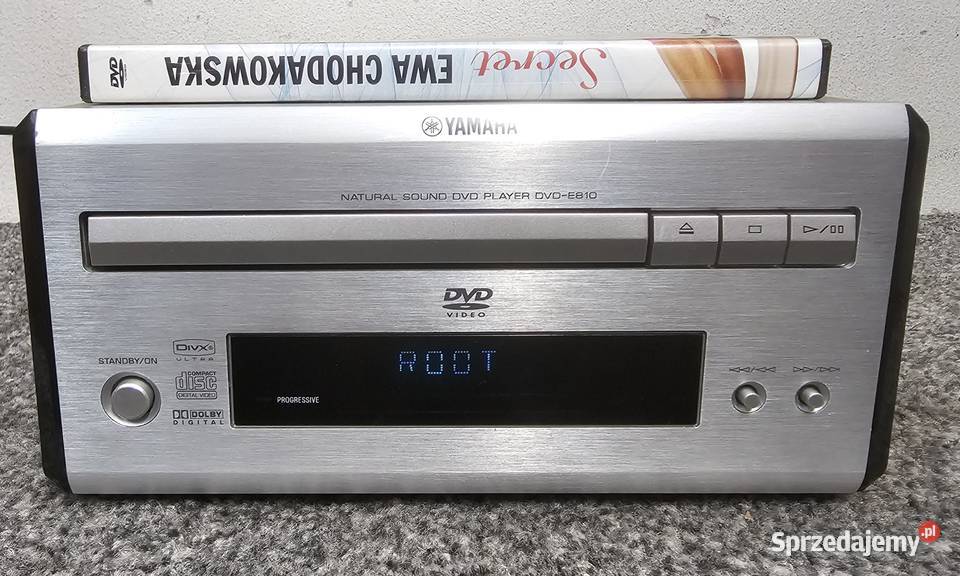 DVD
Secret EWA CHODAKOWSKA
YAMAHA
NATURAL SOUND DVD PLAYER DVD-E810
DVD
VIDEO
STANDBY/ON
DivX
ULTRA
COMPACT
disc
DIGITAL VIDEO
DOLBY
DIGITAL
ROOT
PROGRESSIVE
Sprzedajemy.pl